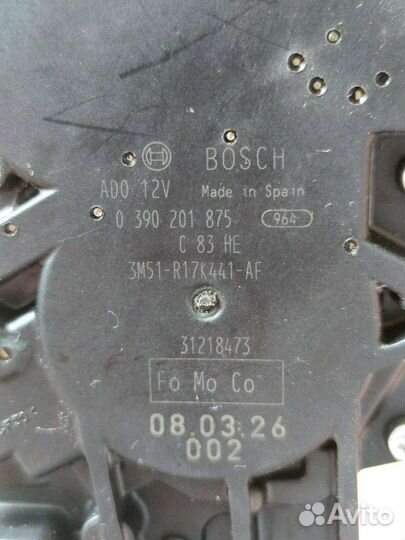 BOSCH
AD0 12V Made in Spain
0 390 201 875 964
C 83 HE
3M51-R17K441-AF
31218473
Fo Mo Co
08.03.26
002
Avito